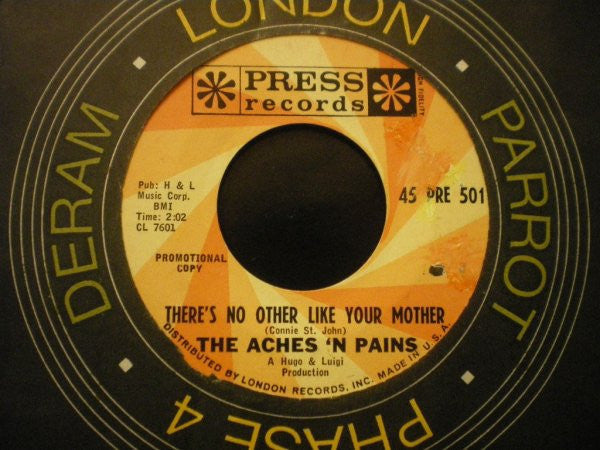 LONDON
DERAM
PARROT
PHASE 4
PRESS
records
Pub: H & L
Music Corp.
BMI
Time: 2:02
CL 7601
45 PRE 501
PROMOTIONAL
COPY
THERE'S NO OTHER LIKE YOUR MOTHER
(Connie St. John)
THE ACHES 'N PAINS
A Hugo & Luigi
Production
DISTRIBUTED BY LONDON RECORDS, INC. MADE IN U.S.A.